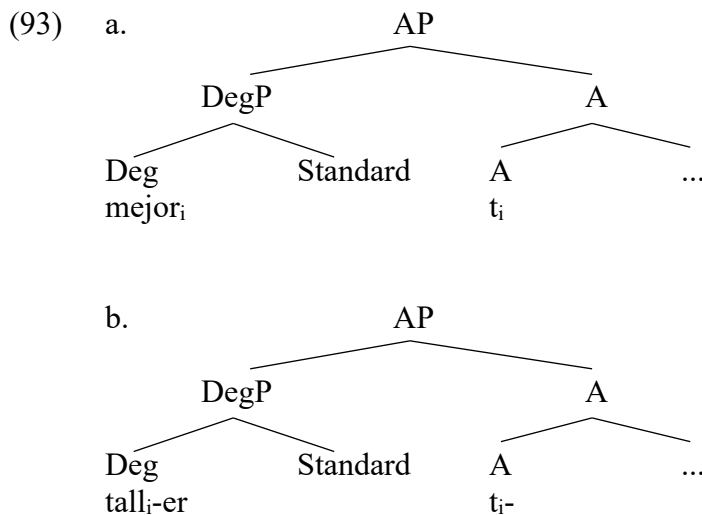 (93) a. AP
DegP A
Deg Standard A ...
mejorᵢ tᵢ
b. AP
DegP A
Deg Standard A ...
tallᵢ-er tᵢ-